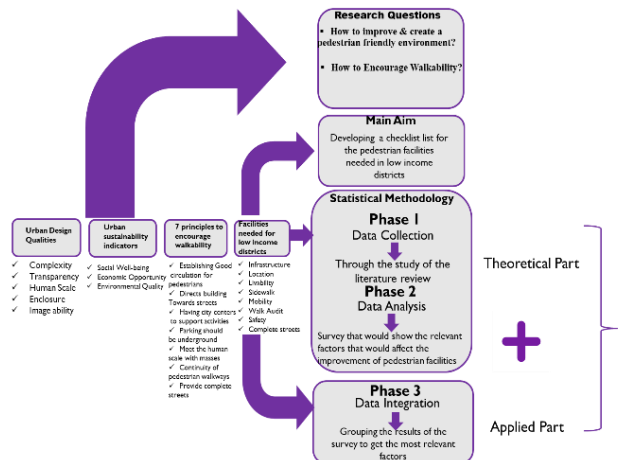 Research Questions
▪ How to improve & create a
pedestrian friendly environment?
▪ How to Encourage Walkability?
Main Aim
Developing a checklist list for
the pedestrian facilities
needed in low income
districts
Urban Design
Qualities
✓ Complexity
✓ Transparency
✓ Human Scale
✓ Enclosure
✓ Image ability
Urban
sustainability
indicators
✓ Social Well-being
✓ Economic Opportunity
✓ Environmental Quality
7 principles to
encourage
walkability
✓ Establishing Good
circulation for
pedestrians
✓ Directs building
Towards streets
✓ Having city centers
to support activities
✓ Parking should
be underground
✓ Meet the human
scale with masses
✓ Continuity of
pedestrian walkways
✓ Provide complete
streets
Facilities
needed for
low income
districts
✓ Infrastructure
✓ Location
✓ Livibility
✓ Sidewalk
✓ Mobility
✓ Walk Audit
✓ Safety
✓ Complete streets
Statistical Methodology
Phase 1
Data Collection
Through the study of the
literature review
Phase 2
Data Analysis
Survey that would show the relevant
factors that would affect the
improvement of pedestrian facilities
Phase 3
Data Integration
Grouping the results of the
survey to get the most relevant
factors
Theoretical Part
+
Applied Part